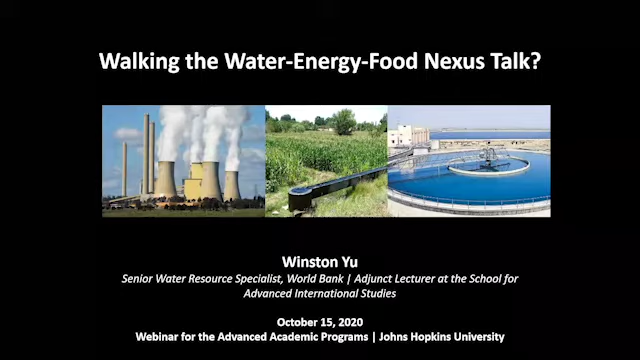 Walking the Water-Energy-Food Nexus Talk?
Winston Yu
Senior Water Resource Specialist, World Bank | Adjunct Lecturer at the School for
Advanced International Studies
October 15, 2020
Webinar for the Advanced Academic Programs | Johns Hopkins University